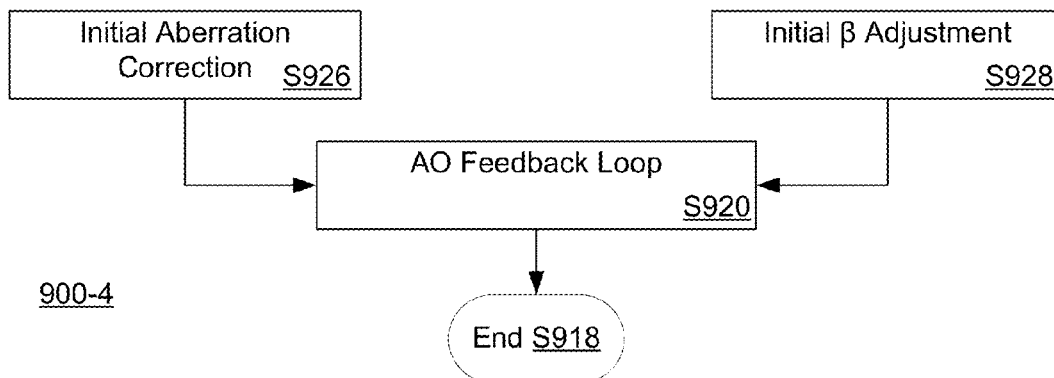 Initial Aberration
Correction
S926
Initial β Adjustment
S928
AO Feedback Loop
S920
900-4
End S918